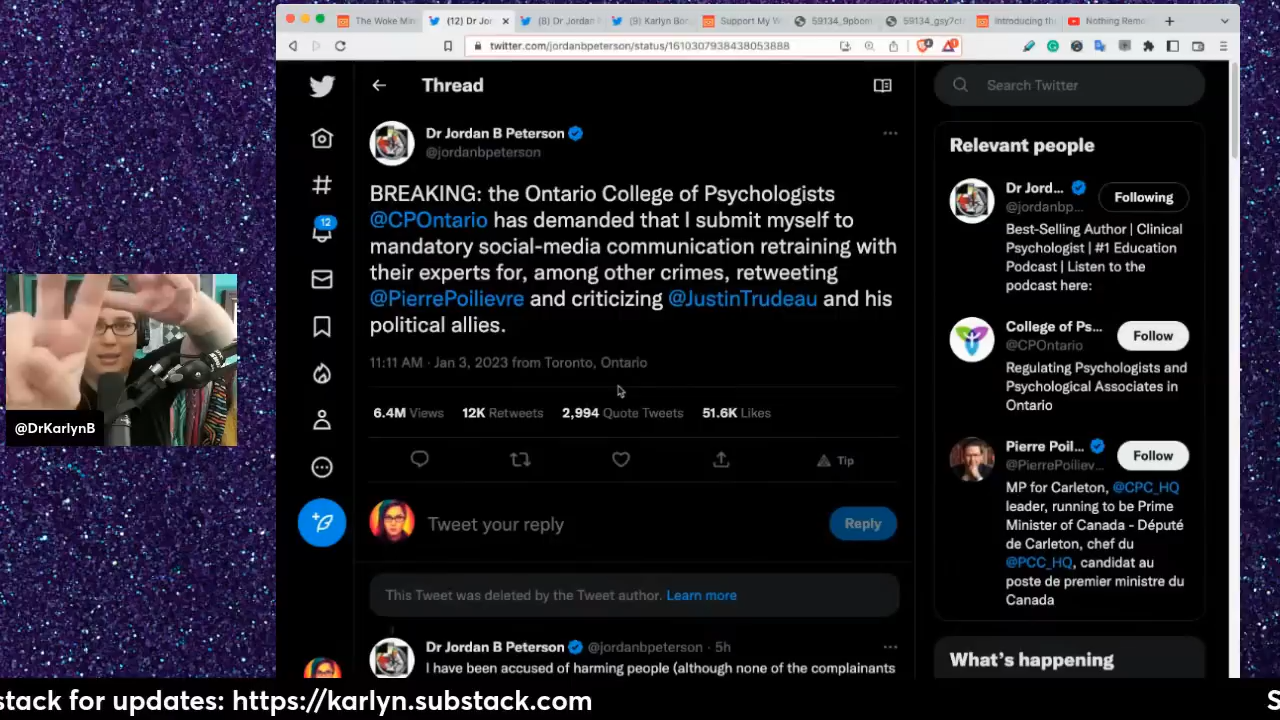 The Woke Min
(12) Dr Jor
(8) Dr Jordan
(9) Karlyn Bor
Support My W
59134_9pbom
59134_gsy7ct
Introducing th
Nothing Remo
twitter.com/jordanbpeterson/status/1610307938438053888
Thread
Search Twitter
Dr Jordan B Peterson
@jordanbpeterson
BREAKING: the Ontario College of Psychologists
@CPOntario has demanded that I submit myself to
mandatory social-media communication retraining with
their experts for, among other crimes, retweeting
@PierrePoilievre and criticizing @JustinTrudeau and his
political allies.
11:11 AM · Jan 3, 2023 from Toronto, Ontario
6.4M Views 12K Retweets 2,994 Quote Tweets 51.6K Likes
Tip
Tweet your reply
Reply
This Tweet was deleted by the Tweet author. Learn more
Dr Jordan B Peterson @jordanbpeterson · 5h
I have been accused of harming people (although none of the complainants
12
Relevant people
Dr Jord...
@jordanbp...
Following
Best-Selling Author | Clinical
Psychologist | #1 Education
Podcast | Listen to the
podcast here:
College of Ps...
@CPOntario
Follow
Regulating Psychologists and
Psychological Associates in
Ontario
Pierre Poil...
@PierrePoiliev...
Follow
MP for Carleton, @CPC_HQ
leader, running to be Prime
Minister of Canada - Député
de Carleton, chef du
@PCC_HQ, candidat au
poste de premier ministre du
Canada
What's happening
@DrKarlynB
stack for updates: https://karlyn.substack.com
S